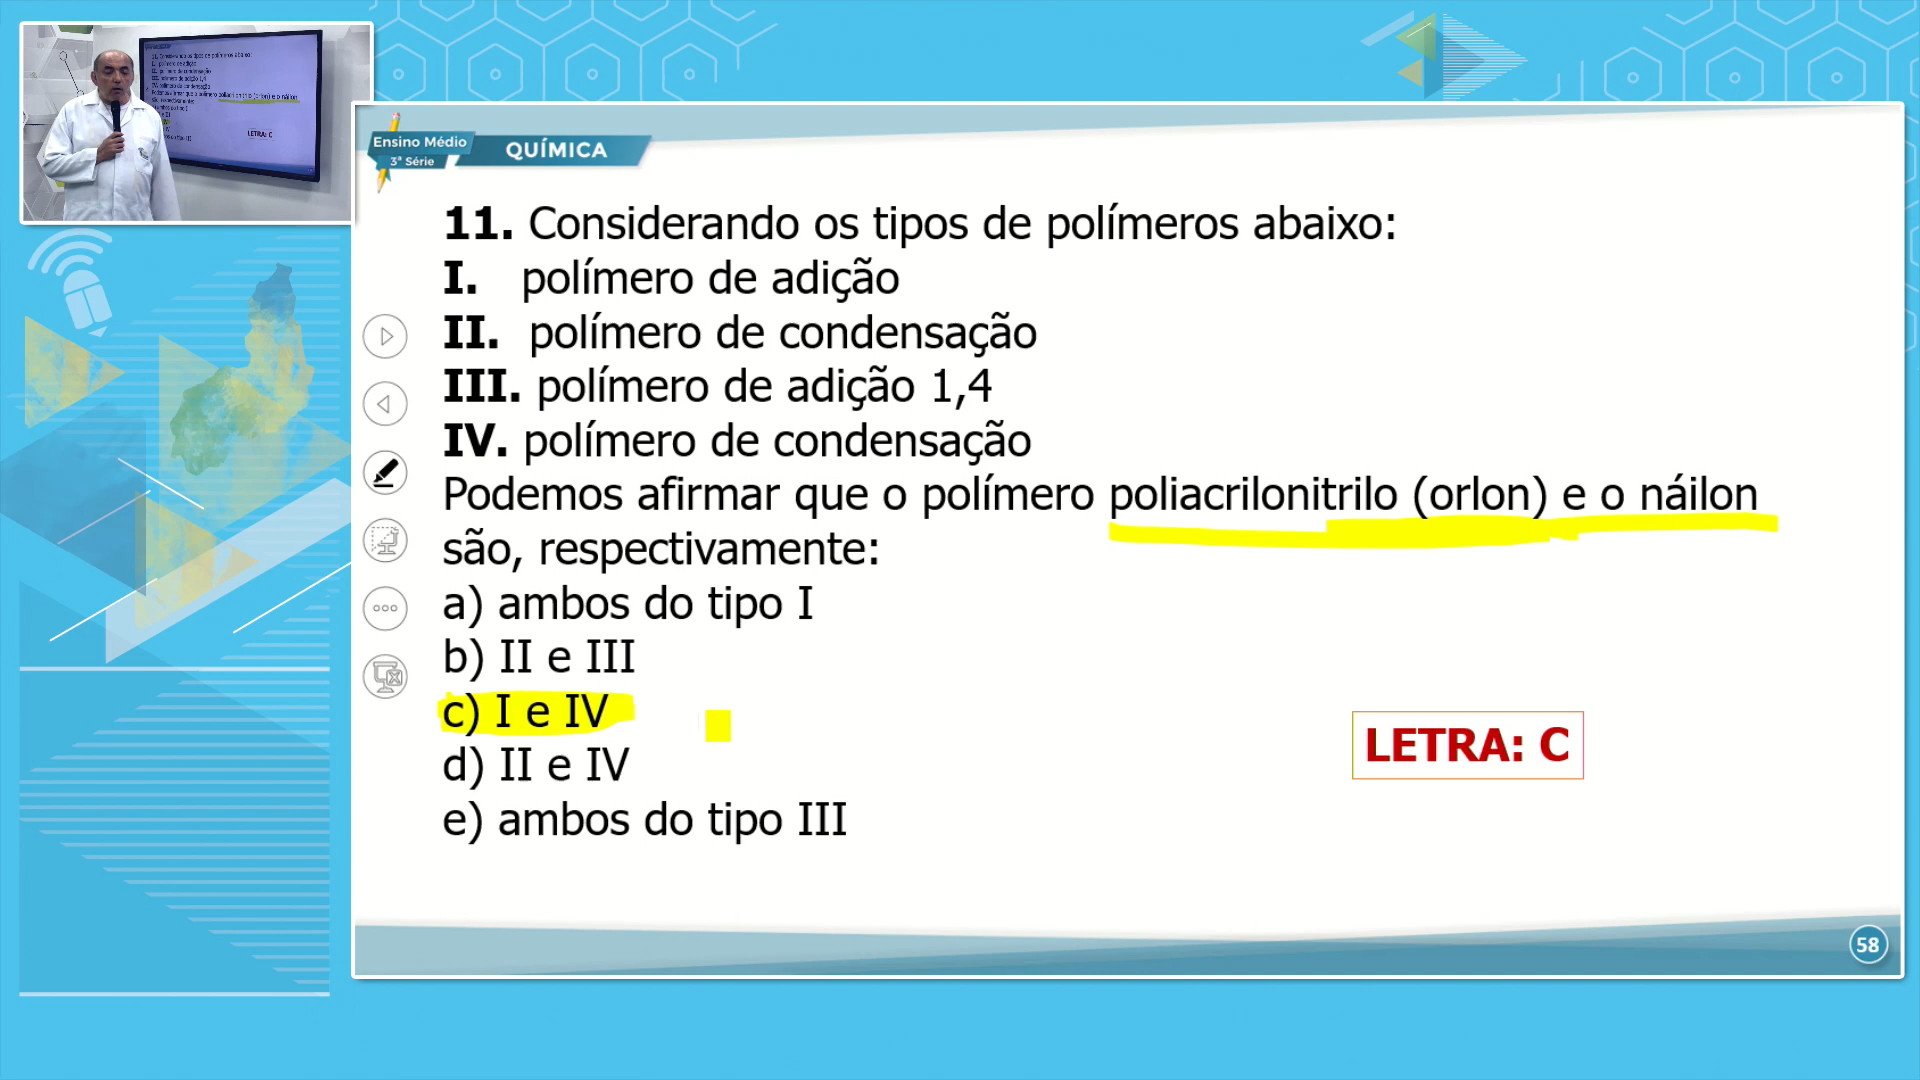 Ensino Médio
3ª Série
QUÍMICA
11. Considerando os tipos de polímeros abaixo:
I. polímero de adição
II. polímero de condensação
III. polímero de adição 1,4
IV. polímero de condensação
Podemos afirmar que o polímero poliacrilonitrilo (orlon) e o náilon
são, respectivamente:
a) ambos do tipo I
b) II e III
c) I e IV
d) II e IV
e) ambos do tipo III
LETRA: C
58